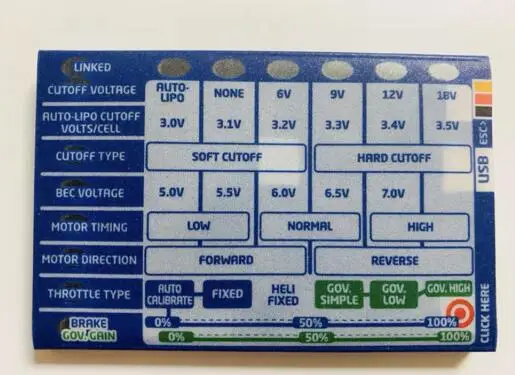 LINKED
CUTOFF VOLTAGE AUTO-LIPO NONE 6V 9V 12V 18V
AUTO-LIPO CUTOFF VOLTS/CELL 3.0V 3.1V 3.2V 3.3V 3.4V 3.5V
CUTOFF TYPE SOFT CUTOFF HARD CUTOFF
BEC VOLTAGE 5.0V 5.5V 6.0V 6.5V 7.0V
MOTOR TIMING LOW NORMAL HIGH
MOTOR DIRECTION FORWARD REVERSE
THROTTLE TYPE AUTO CALIBRATE FIXED HELI FIXED GOV. SIMPLE GOV. LOW GOV. HIGH
BRAKE 0% 50% 100%
GOV. GAIN 0% 50% 100%
ESC>
USB
CLICK HERE